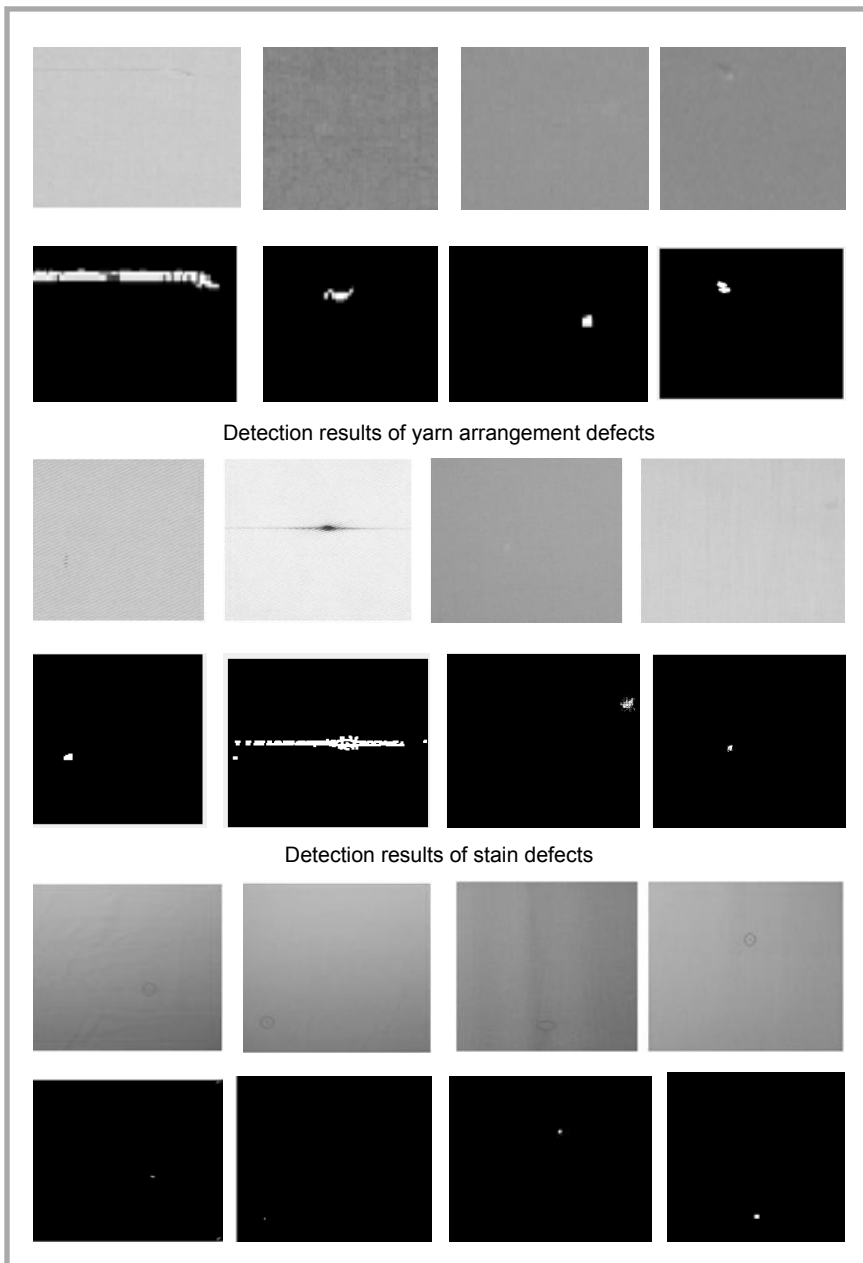 Detection results of yarn arrangement defects
Detection results of stain defects